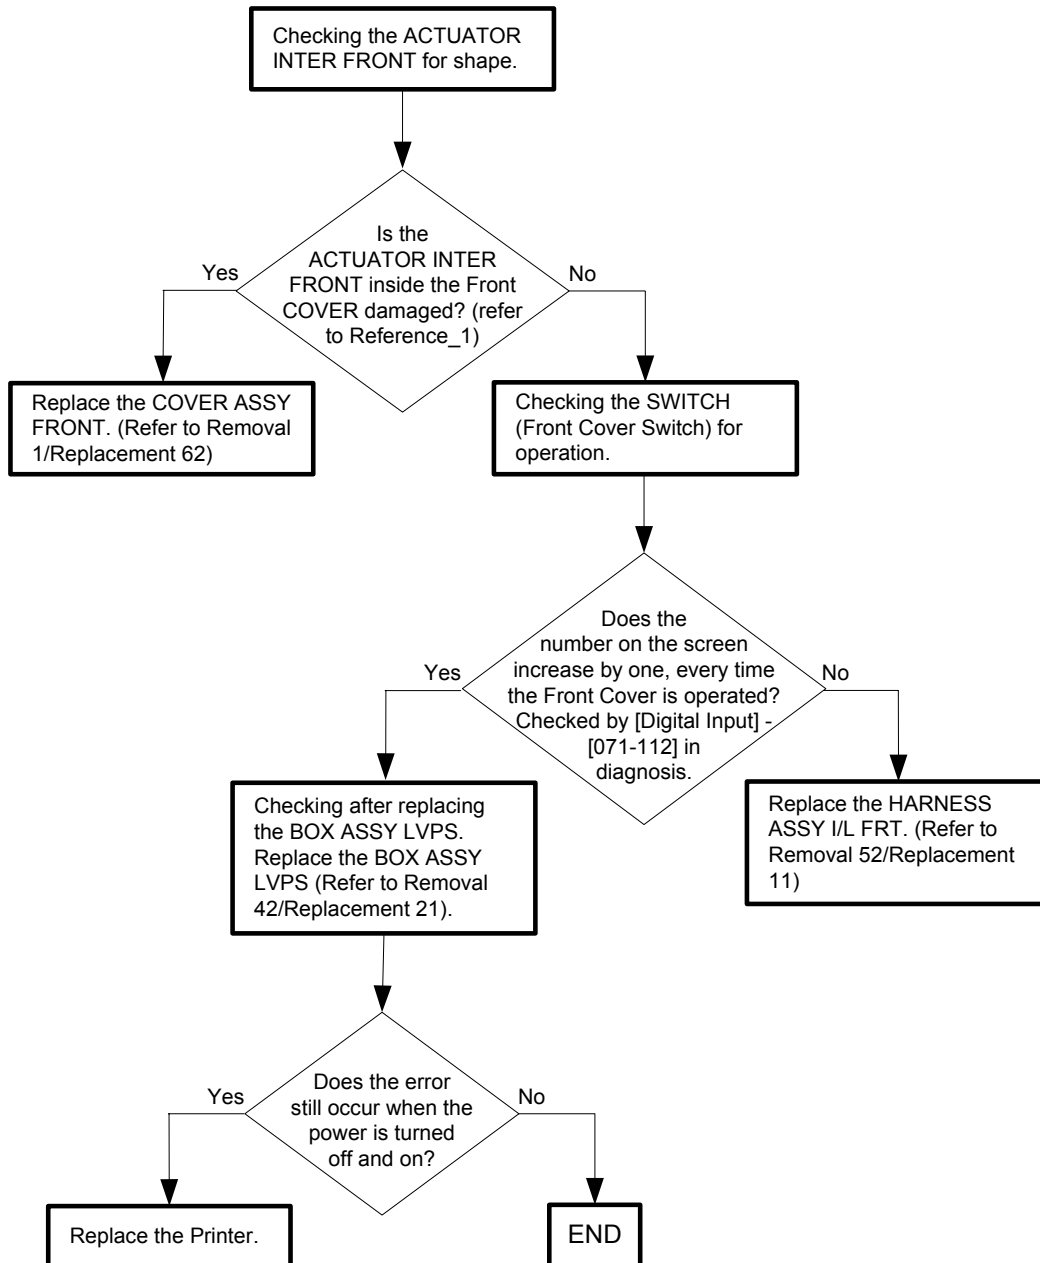 Checking the ACTUATOR
INTER FRONT for shape.
Is the
ACTUATOR INTER
FRONT inside the Front
COVER damaged? (refer
to Reference_1)
Yes
No
Replace the COVER ASSY
FRONT. (Refer to Removal
1/Replacement 62)
Checking the SWITCH
(Front Cover Switch) for
operation.
Does the
number on the screen
increase by one, every time
the Front Cover is operated?
Checked by [Digital Input] -
[071-112] in
diagnosis.
Yes
No
Checking after replacing
the BOX ASSY LVPS.
Replace the BOX ASSY
LVPS (Refer to Removal
42/Replacement 21).
Replace the HARNESS
ASSY I/L FRT. (Refer to
Removal 52/Replacement
11)
Does the error
still occur when the
power is turned
off and on?
Yes
No
Replace the Printer.
END